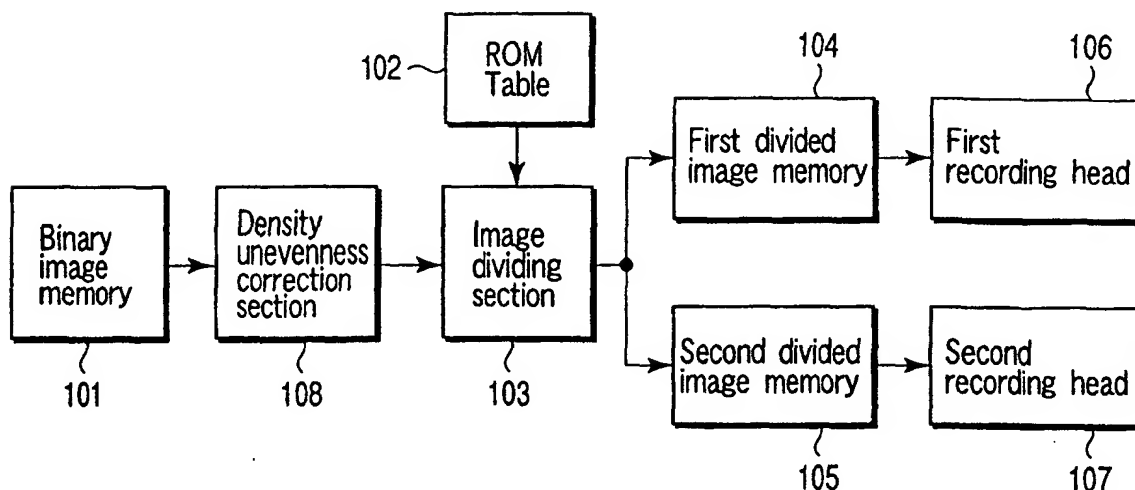 102
ROM
Table
104
106
First divided
image memory
First
recording head
Binary
image
memory
Density
unevenness
correction
section
Image
dividing
section
101
108
103
Second divided
image memory
Second
recording head
105
107